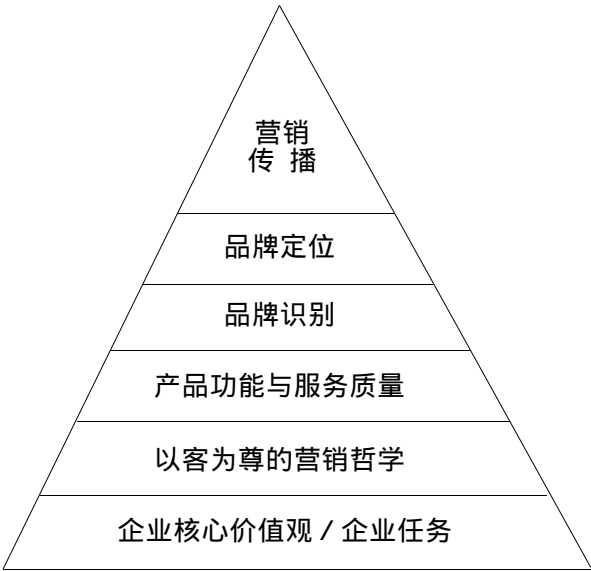 营销
传 播
品牌定位
品牌识别
产品功能与服务质量
以客为尊的营销哲学
企业核心价值观 / 企业任务